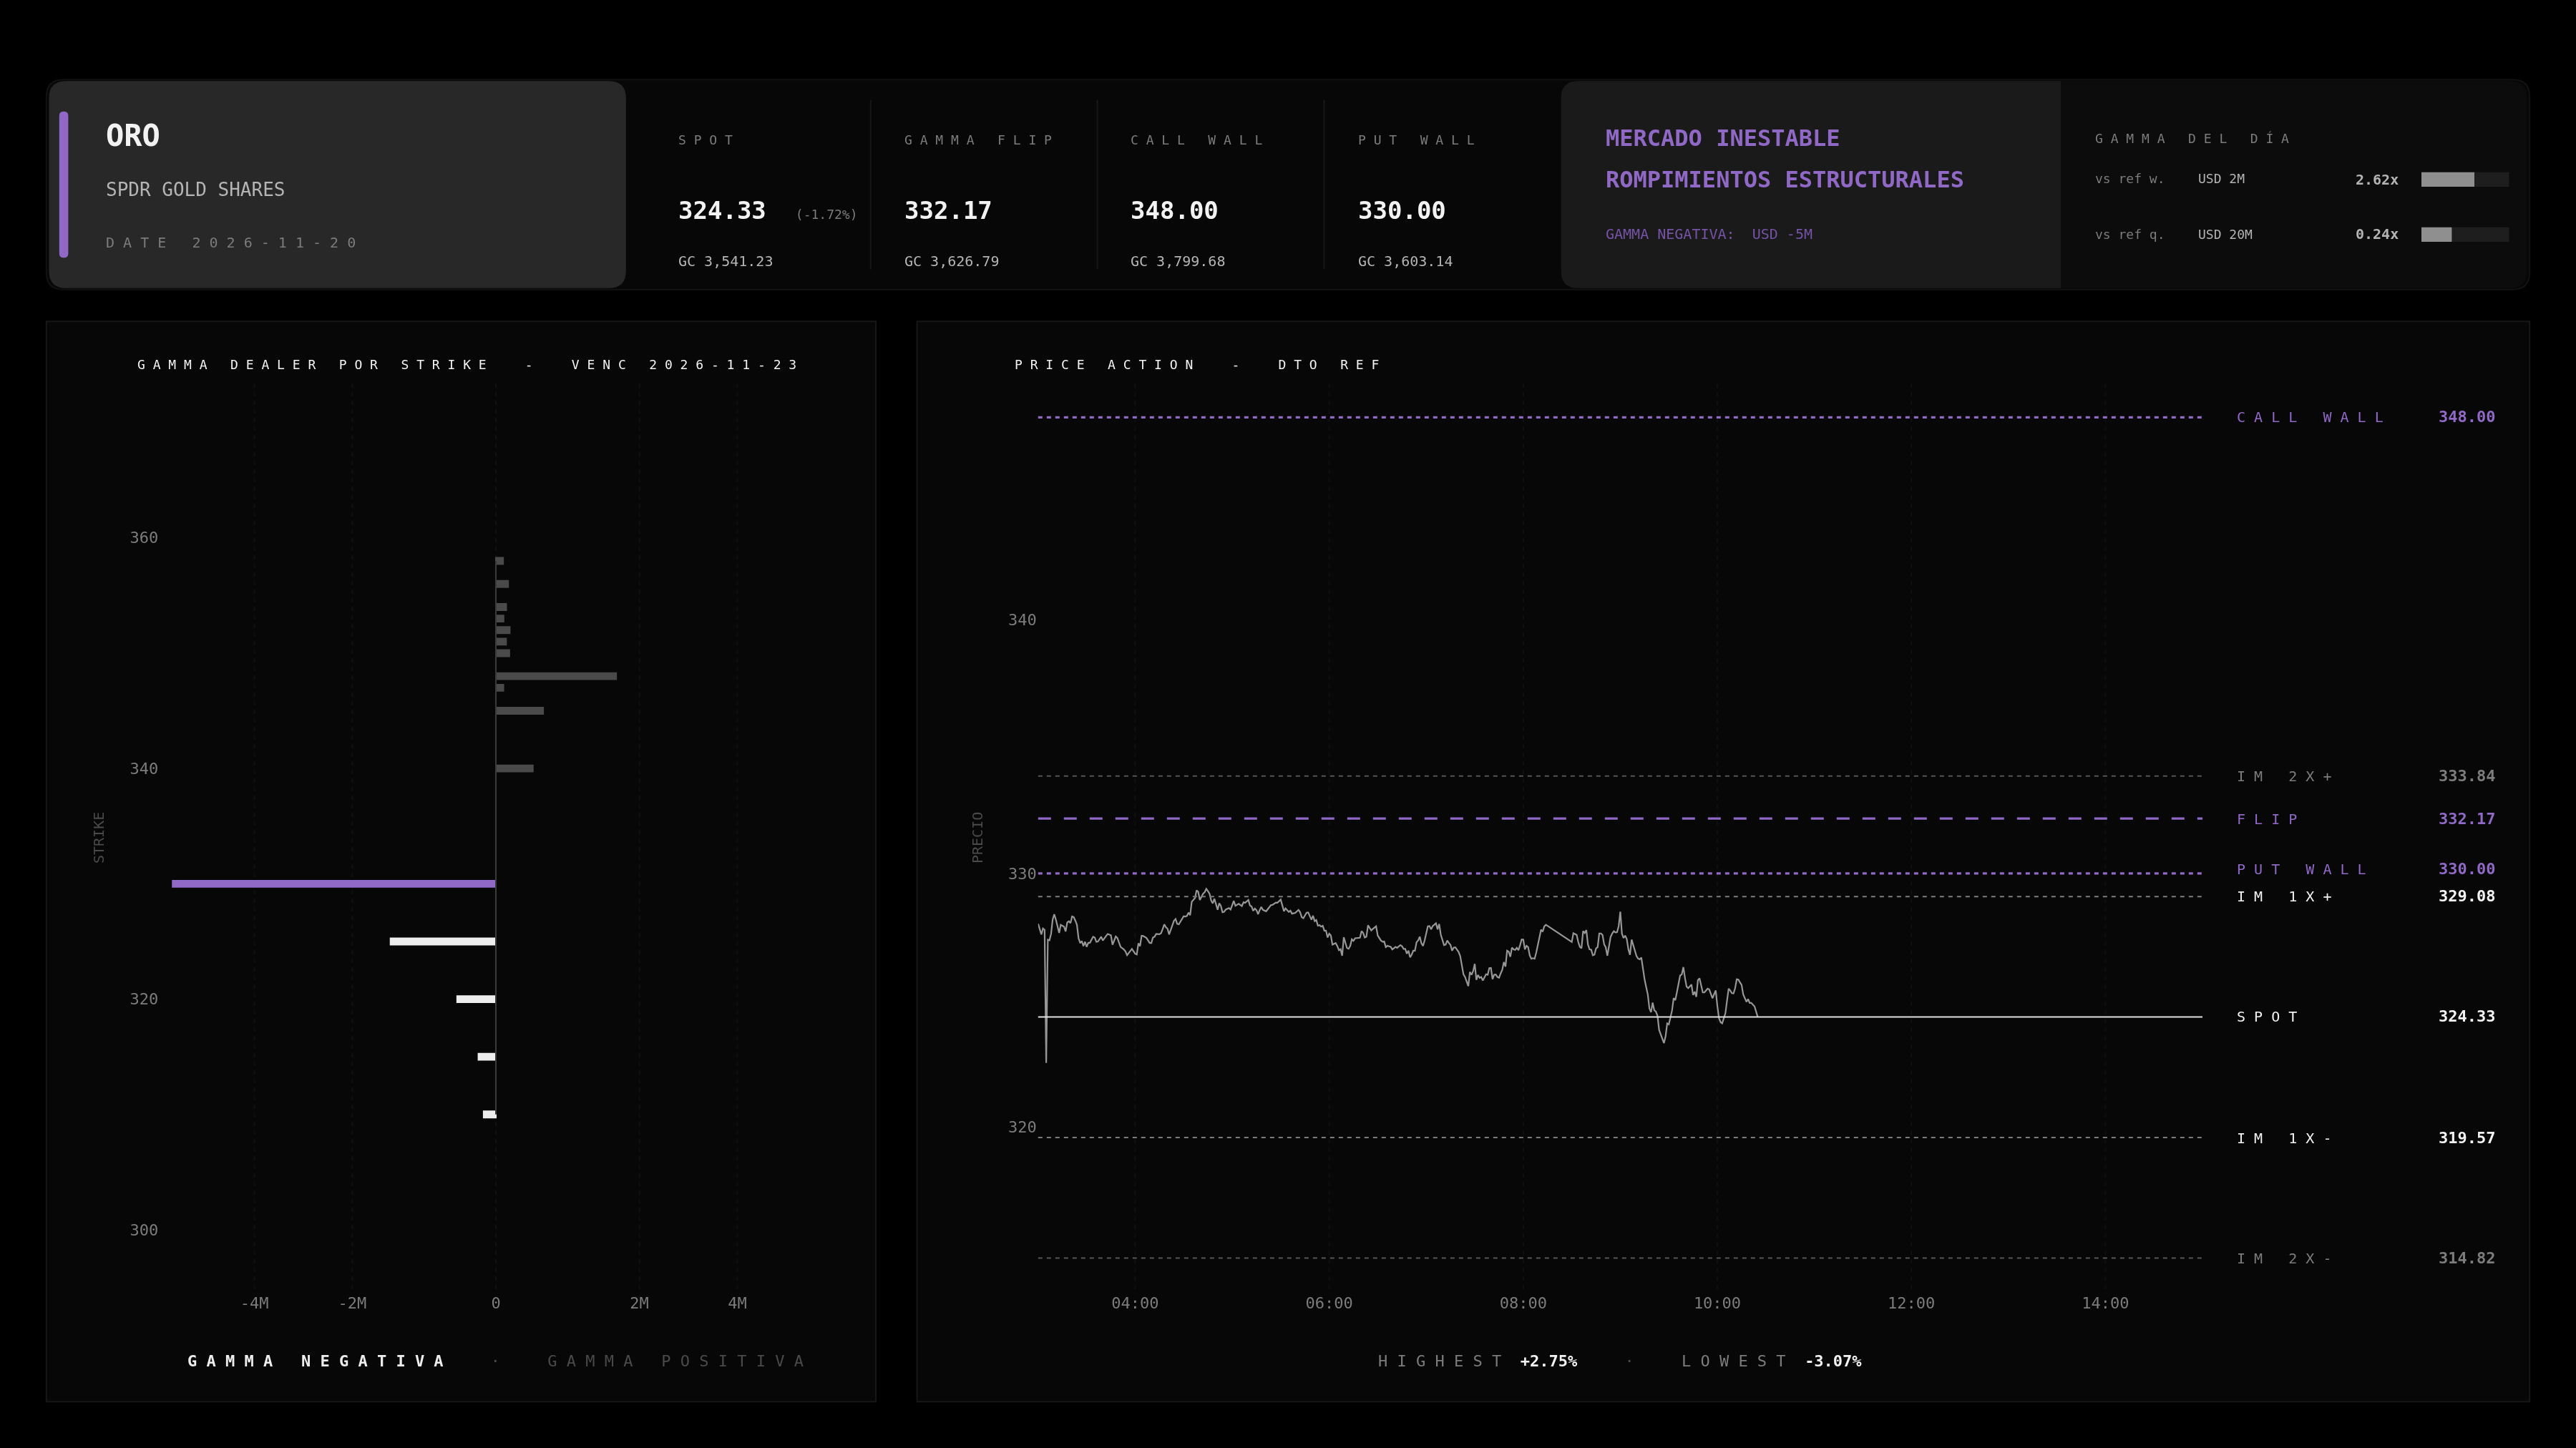 ORO
SPDR GOLD SHARES
DATE 2026-11-20
SPOT
324.33 (-1.72%)
GC 3,541.23
GAMMA FLIP
332.17
GC 3,626.79
CALL WALL
348.00
GC 3,799.68
PUT WALL
330.00
GC 3,603.14
MERCADO INESTABLE
ROMPIMIENTOS ESTRUCTURALES
GAMMA NEGATIVA: USD -5M
GAMMA DEL DÍA
vs ref w. USD 2M 2.62x
vs ref q. USD 20M 0.24x
GAMMA DEALER POR STRIKE - VENC 2026-11-23
STRIKE
360
340
320
300
-4M -2M 0 2M 4M
GAMMA NEGATIVA · GAMMA POSITIVA
PRICE ACTION - DTO REF
PRECIO
340
330
320
CALL WALL 348.00
IM 2X+ 333.84
FLIP 332.17
PUT WALL 330.00
IM 1X+ 329.08
SPOT 324.33
IM 1X- 319.57
IM 2X- 314.82
04:00 06:00 08:00 10:00 12:00 14:00
HIGHEST +2.75% · LOWEST -3.07%